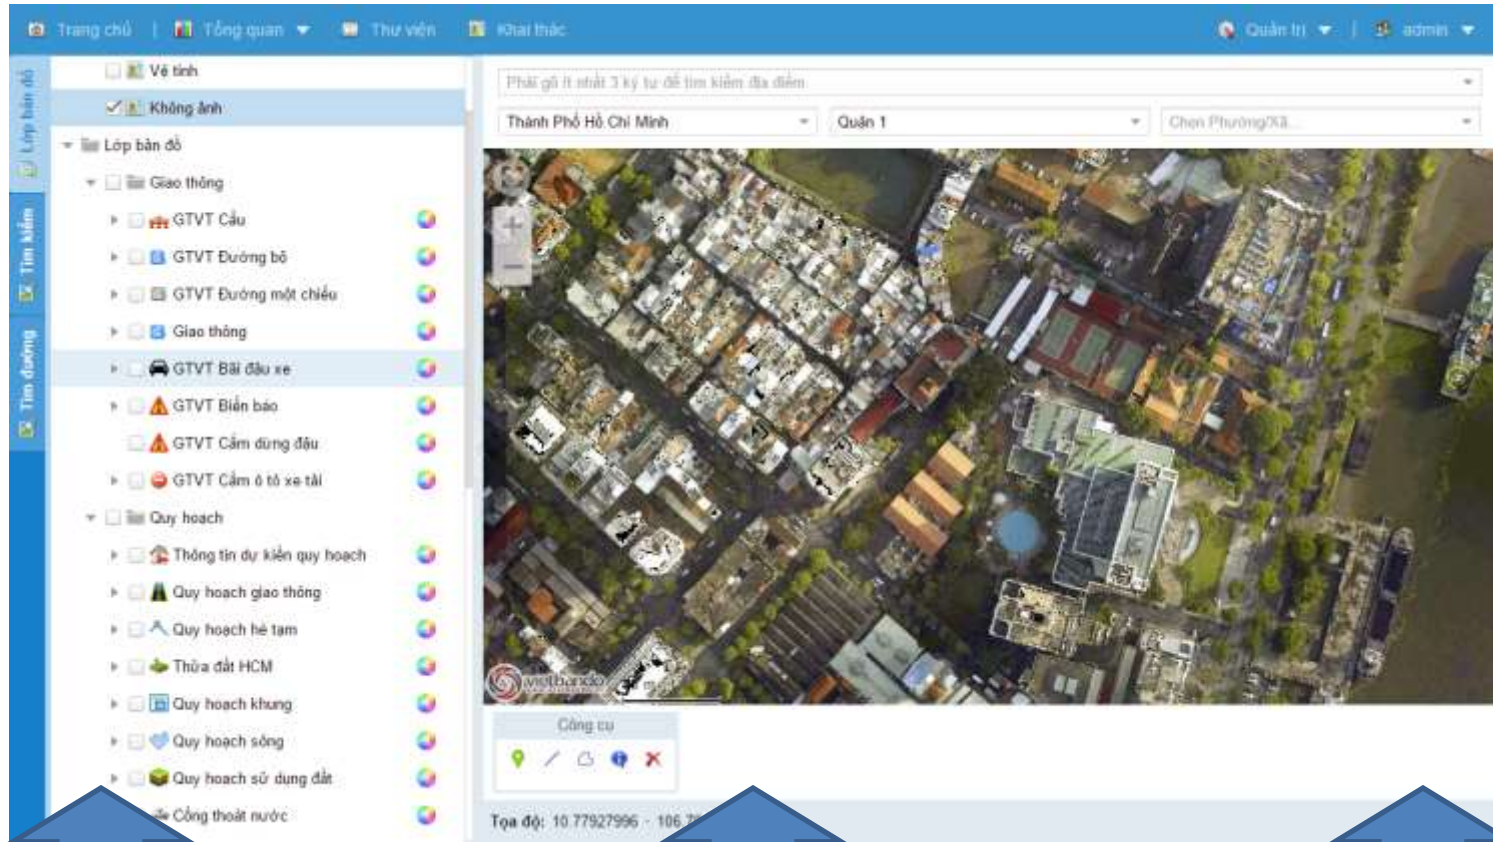 Trang chủ | Tổng quan Thư viện Khai thác Quản trị | admin
Lớp bản đồ
Tìm kiếm
Tìm đường
Vệ tinh
Không ảnh
Lớp bản đồ
Giao thông
GTVT Cầu
GTVT Đường bộ
GTVT Đường một chiều
Giao thông
GTVT Bãi đậu xe
GTVT Biển báo
GTVT Cấm dừng đậu
GTVT Cấm ô tô xe tải
Quy hoạch
Thông tin dự kiến quy hoạch
Quy hoạch giao thông
Quy hoạch hẻ tạm
Thửa đất HCM
Quy hoạch khung
Quy hoạch sông
Quy hoạch sử dụng đất
Cống thoát nước
Phải gõ ít nhất 3 ký tự để tìm kiếm địa điểm
Thành Phố Hồ Chí Minh Quận 1 Chọn Phường/Xã...
vietbando
Công cụ
Tọa độ: 10.77927996 - 106.7